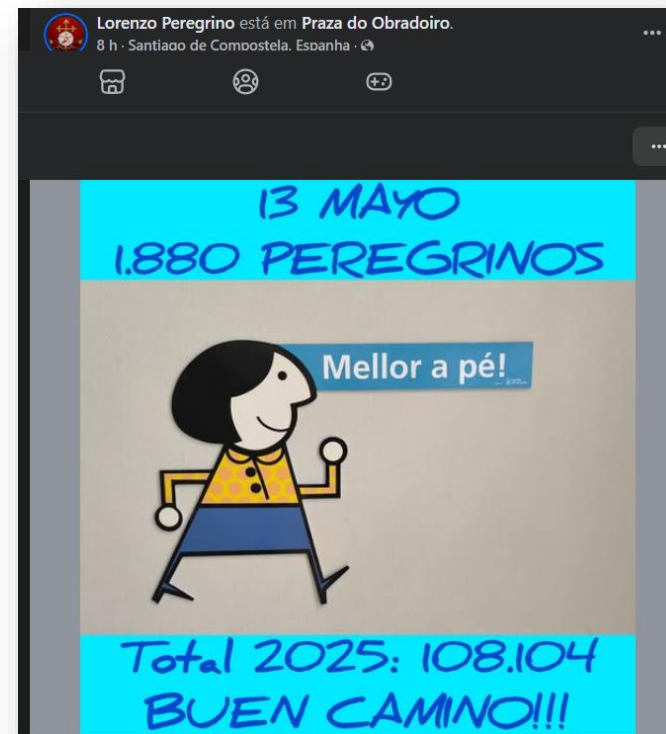 Lorenzo Peregrino está em Praza do Obradoiro.
8 h · Santiago de Compostela, Espanha ·
13 MAYO
1.880 PEREGRINOS
Mellor a pé!
Total 2025: 108.104
BUEN CAMINO!!!